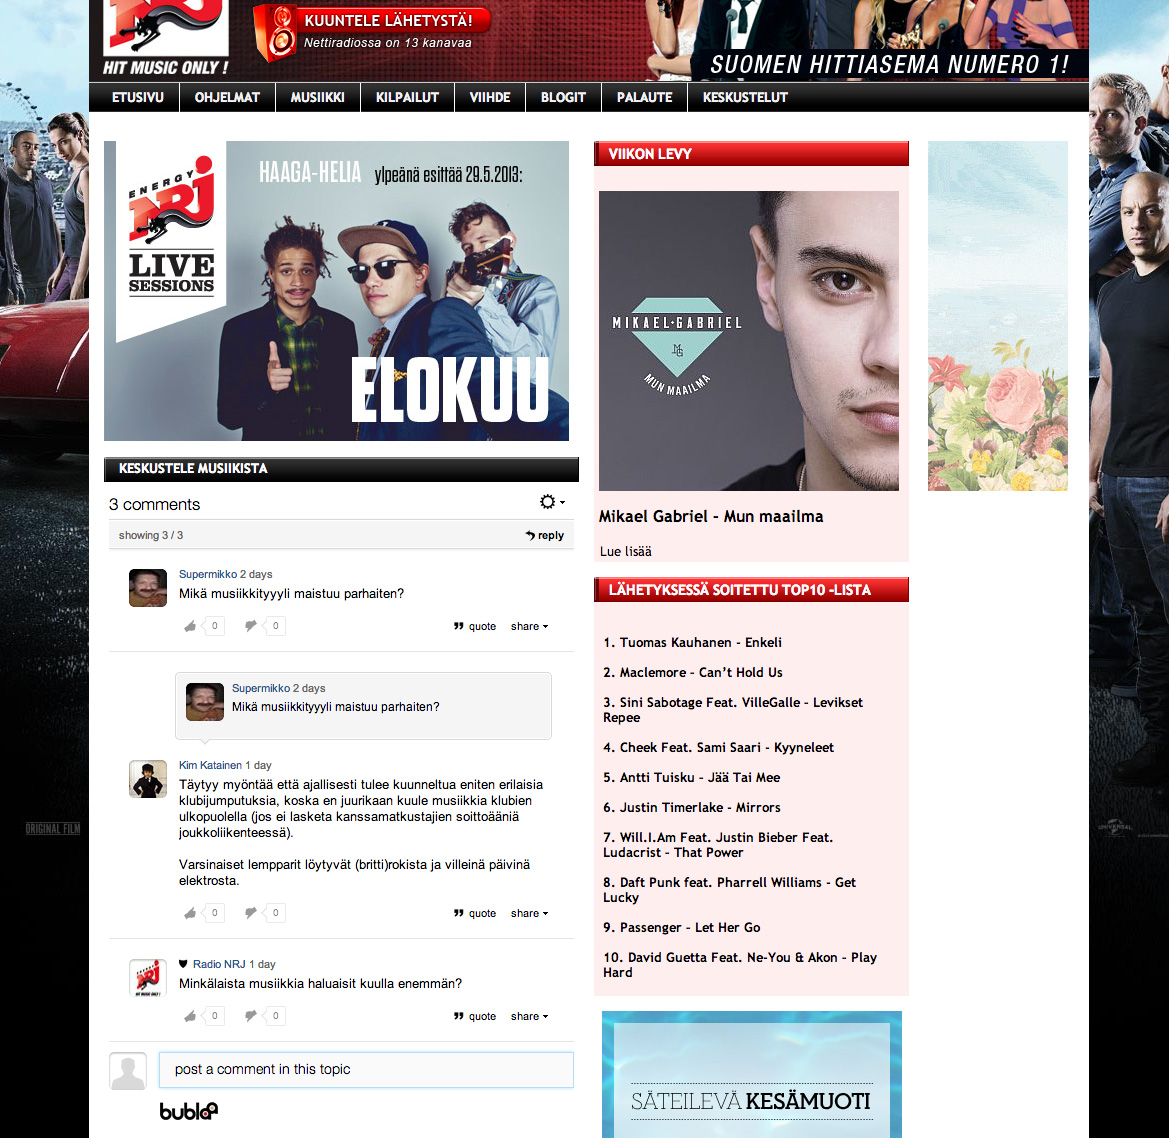 NRJ
HIT MUSIC ONLY !
KUUNTELE LÄHETYSTÄ!
Nettiradiossa on 13 kanavaa
SUOMEN HITTIASEMA NUMERO 1!
ETUSIVU
OHJELMAT
MUSIIKKI
KILPAILUT
VIIHDE
BLOGIT
PALAUTE
KESKUSTELUT
ENERGY
NRJ
LIVE
SESSIONS
HAAGA-HELIA ylpeänä esittää 29.5.2013:
ELOKUU
KESKUSTELE MUSIIKISTA
3 comments
showing 3 / 3
reply
Supermikko 2 days
Mikä musiikkityyyli maistuu parhaiten?
0 0 quote share
Supermikko 2 days
Mikä musiikkityyyli maistuu parhaiten?
Kim Katainen 1 day
Täytyy myöntää että ajallisesti tulee kuunneltua eniten erilaisia
klubijumputuksia, koska en juurikaan kuule musiikkia klubien
ulkopuolella (jos ei lasketa kanssamatkustajien soittoääniä
joukkoliikenteessä).
Varsinaiset lempparit löytyvät (britti)rokista ja villeinä päivinä
elektrosta.
0 0 quote share
NRJ
HIT MUSIC ONLY !
Radio NRJ 1 day
Minkälaista musiikkia haluaisit kuulla enemmän?
0 0 quote share
post a comment in this topic
bublaa
VIIKON LEVY
MIKAEL·GABRIEL
MG
MUN MAAILMA
Mikael Gabriel - Mun maailma
Lue lisää
LÄHETYKSESSÄ SOITETTU TOP10 -LISTA
1. Tuomas Kauhanen - Enkeli
2. Maclemore – Can’t Hold Us
3. Sini Sabotage Feat. VilleGalle – Levikset
Repee
4. Cheek Feat. Sami Saari - Kyyneleet
5. Antti Tuisku - Jää Tai Mee
6. Justin Timerlake - Mirrors
7. Will.I.Am Feat. Justin Bieber Feat.
Ludacrist – That Power
8. Daft Punk feat. Pharrell Williams - Get
Lucky
9. Passenger – Let Her Go
10. David Guetta Feat. Ne-You & Akon – Play
Hard
SÄTEILEVÄ KESÄMUOTI
ORIGINAL FILM
UNIVERSAL